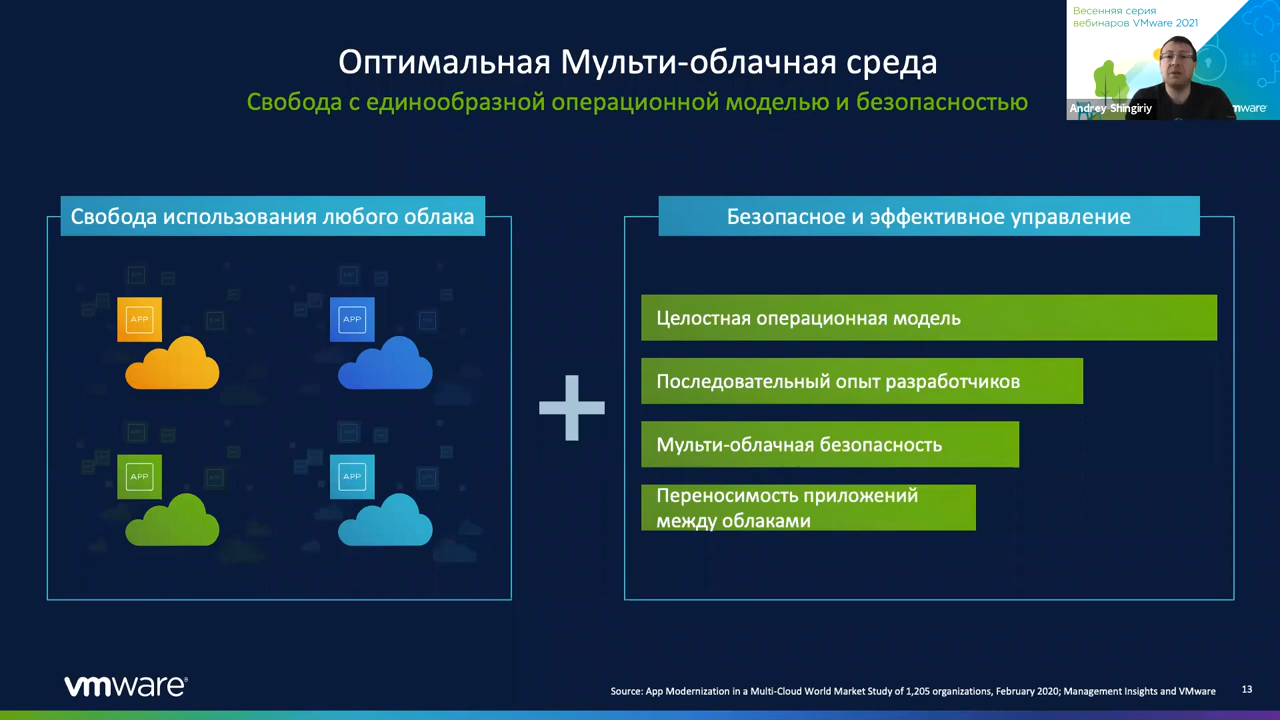 Весенняя серия
вебинаров VMware 2021
Andrey Shingiriy
mware
Оптимальная Мульти-облачная среда
Свобода с единообразной операционной моделью и безопасностью
Свобода использования любого облака
APP
APP
APP
APP
Безопасное и эффективное управление
Целостная операционная модель
Последовательный опыт разработчиков
Мульти-облачная безопасность
Переносимость приложений
между облаками
vmware®
Source: App Modernization in a Multi-Cloud World Market Study of 1,205 organizations, February 2020; Management Insights and VMware
13